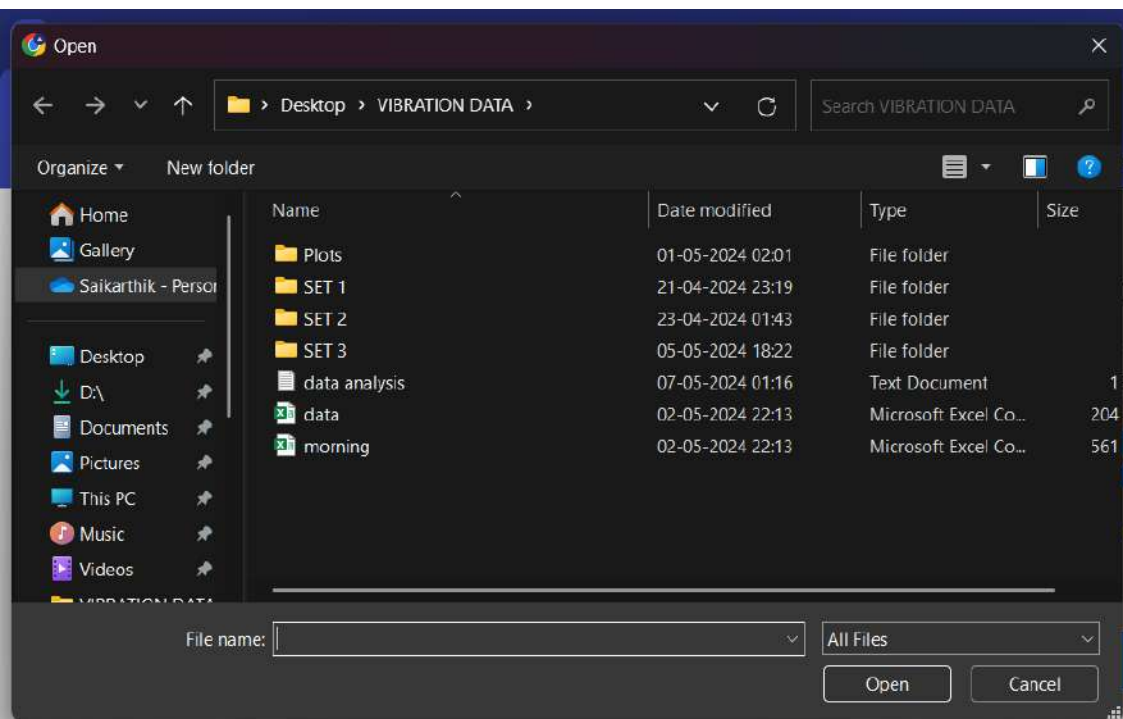 Open
Desktop > VIBRATION DATA >
Search VIBRATION DATA
Organize
New folder
Name
Date modified
Type
Size
Home
Gallery
Saikarthik - Persor
Desktop
D:\
Documents
Pictures
This PC
Music
Videos
VIBRATION DATA
Plots 01-05-2024 02:01 File folder
SET 1 21-04-2024 23:19 File folder
SET 2 23-04-2024 01:43 File folder
SET 3 05-05-2024 18:22 File folder
data analysis 07-05-2024 01:16 Text Document 1
data 02-05-2024 22:13 Microsoft Excel Co... 204
morning 02-05-2024 22:13 Microsoft Excel Co... 561
File name:
All Files
Open
Cancel